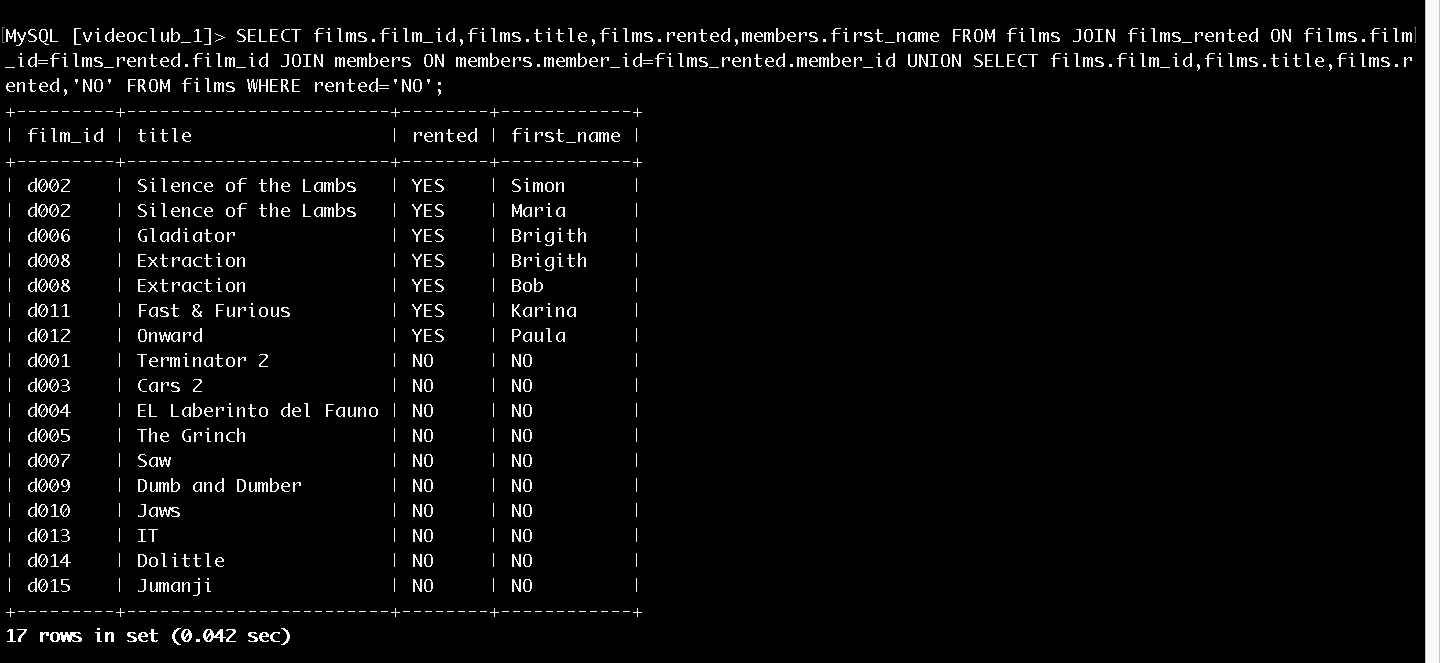 MySQL [videoclub_1]> SELECT films.film_id,films.title,films.rented,members.first_name FROM films JOIN films_rented ON films.film
_id=films_rented.film_id JOIN members ON members.member_id=films_rented.member_id UNION SELECT films.film_id,films.title,films.r
ented,'NO' FROM films WHERE rented='NO';
+---------+------------------------+--------+------------+
| film_id | title                  | rented | first_name |
+---------+------------------------+--------+------------+
| d002    | Silence of the Lambs   | YES    | Simon      |
| d002    | Silence of the Lambs   | YES    | Maria      |
| d006    | Gladiator              | YES    | Brigith    |
| d008    | Extraction             | YES    | Brigith    |
| d008    | Extraction             | YES    | Bob        |
| d011    | Fast & Furious         | YES    | Karina     |
| d012    | Onward                 | YES    | Paula      |
| d001    | Terminator 2           | NO     | NO         |
| d003    | Cars 2                 | NO     | NO         |
| d004    | EL Laberinto del Fauno | NO     | NO         |
| d005    | The Grinch             | NO     | NO         |
| d007    | Saw                    | NO     | NO         |
| d009    | Dumb and Dumber        | NO     | NO         |
| d010    | Jaws                   | NO     | NO         |
| d013    | IT                     | NO     | NO         |
| d014    | Dolittle               | NO     | NO         |
| d015    | Jumanji                | NO     | NO         |
+---------+------------------------+--------+------------+
17 rows in set (0.042 sec)